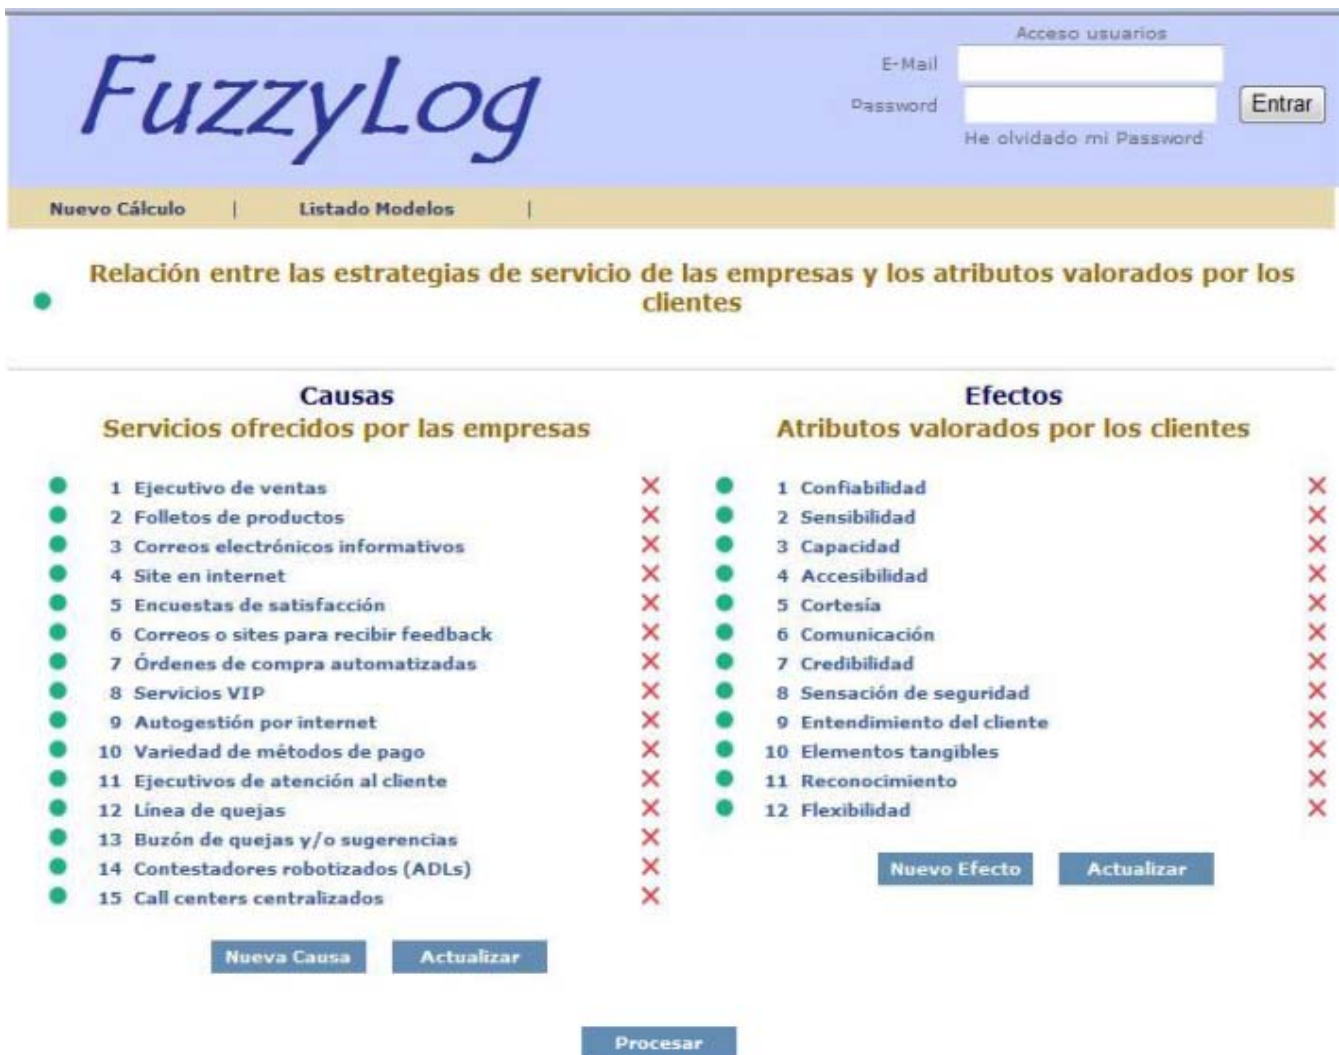 FuzzyLog
Acceso usuarios
E-Mail
Password
Entrar
He olvidado mi Password
Nuevo Cálculo | Listado Modelos |
Relación entre las estrategias de servicio de las empresas y los atributos valorados por los
clientes
Causas
Servicios ofrecidos por las empresas
1 Ejecutivo de ventas
2 Folletos de productos
3 Correos electrónicos informativos
4 Site en internet
5 Encuestas de satisfacción
6 Correos o sites para recibir feedback
7 Órdenes de compra automatizadas
8 Servicios VIP
9 Autogestión por internet
10 Variedad de métodos de pago
11 Ejecutivos de atención al cliente
12 Línea de quejas
13 Buzón de quejas y/o sugerencias
14 Contestadores robotizados (ADLs)
15 Call centers centralizados
Nueva Causa Actualizar
Efectos
Atributos valorados por los clientes
1 Confiabilidad
2 Sensibilidad
3 Capacidad
4 Accesibilidad
5 Cortesía
6 Comunicación
7 Credibilidad
8 Sensación de seguridad
9 Entendimiento del cliente
10 Elementos tangibles
11 Reconocimiento
12 Flexibilidad
Nuevo Efecto Actualizar
Procesar